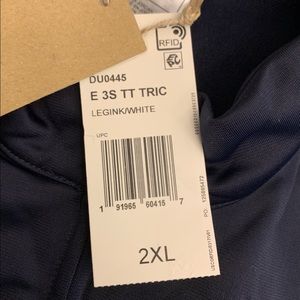 RFID
DU0445
E 3S TT TRIC
LEGINK/WHITE
UPC
1 91965 60415 7
2XL